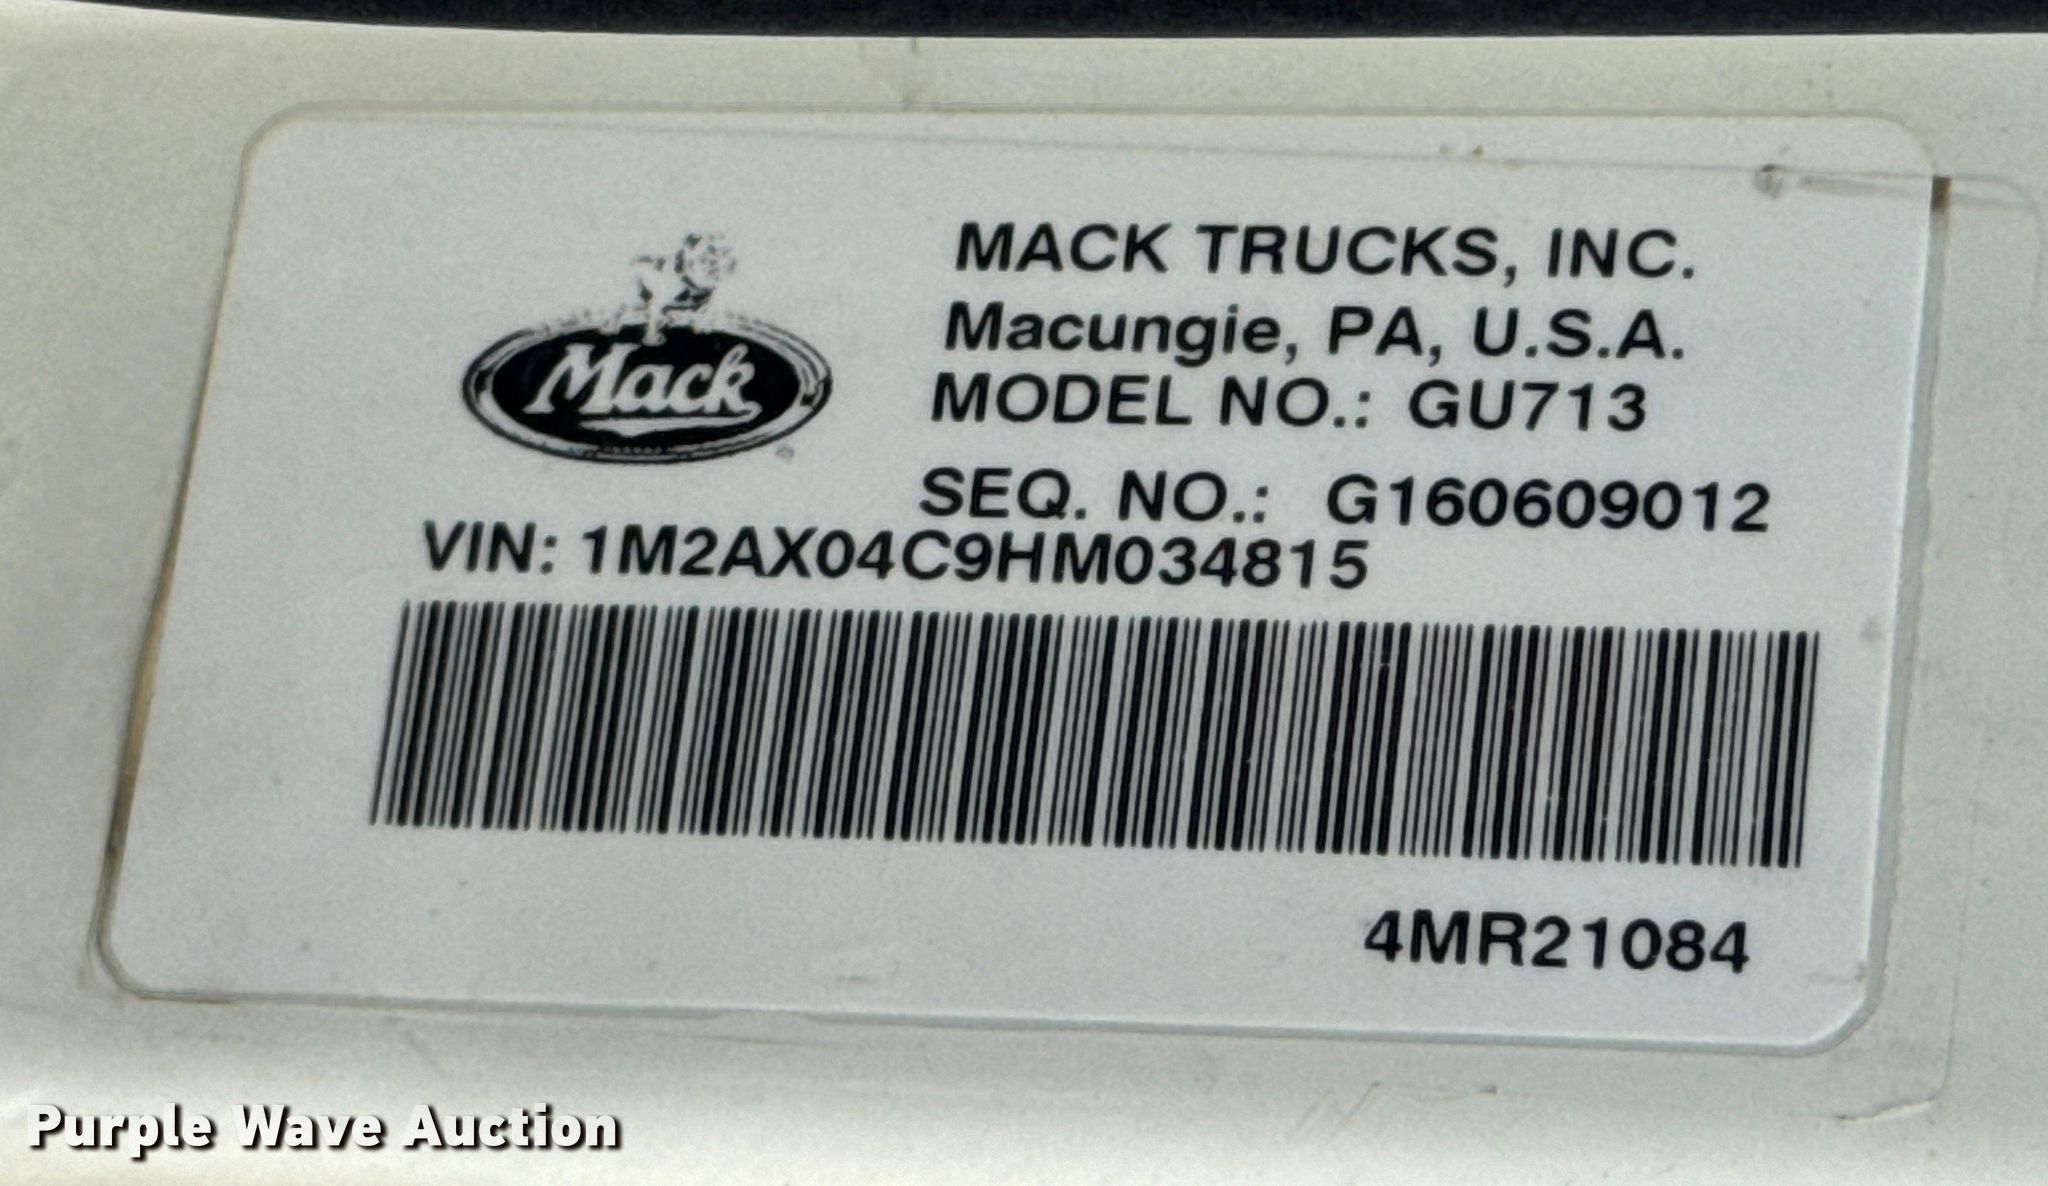 Mack
MACK TRUCKS, INC.
Macungie, PA, U.S.A.
MODEL NO.: GU713
SEQ. NO.: G160609012
VIN: 1M2AX04C9HM034815
4MR21084
Purple Wave Auction